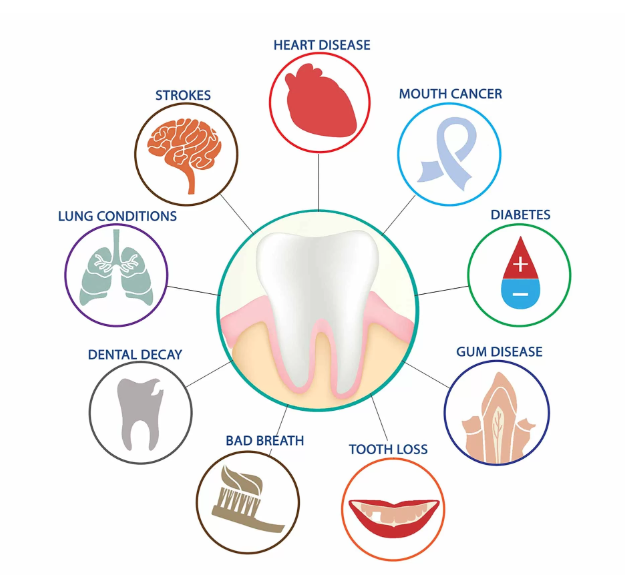 HEART DISEASE
STROKES
MOUTH CANCER
LUNG CONDITIONS
DIABETES
DENTAL DECAY
GUM DISEASE
BAD BREATH
TOOTH LOSS